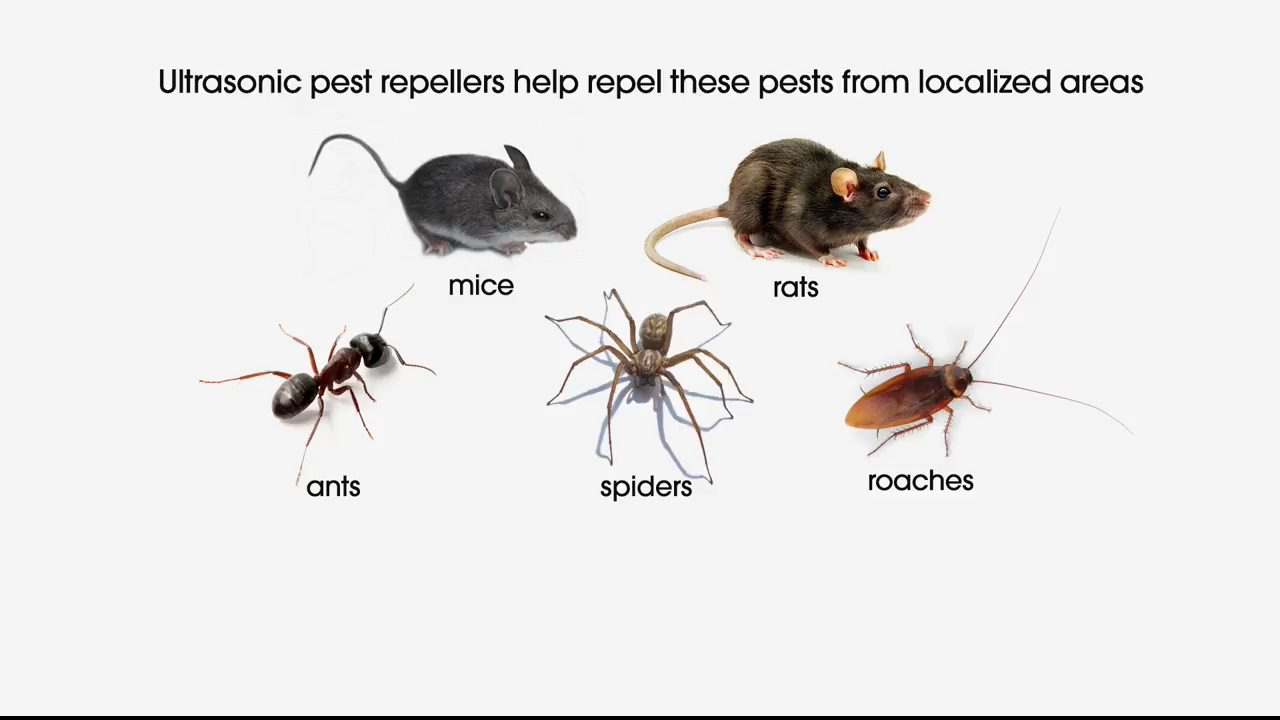 Ultrasonic pest repellers help repel these pests from localized areas
mice
rats
ants
spiders
roaches